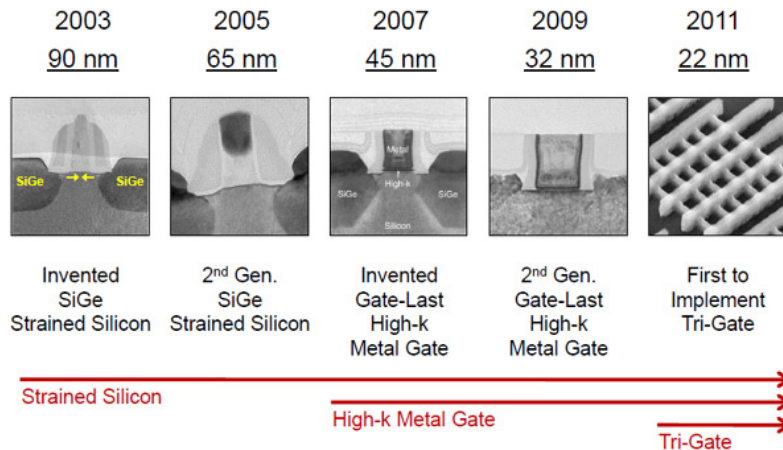 2003
90 nm
2005
65 nm
2007
45 nm
2009
32 nm
2011
22 nm
SiGe
SiGe
Metal
High-k
SiGe
SiGe
Silicon
Invented
SiGe
Strained Silicon
2nd Gen.
SiGe
Strained Silicon
Invented
Gate-Last
High-k
Metal Gate
2nd Gen.
Gate-Last
High-k
Metal Gate
First to
Implement
Tri-Gate
Strained Silicon
High-k Metal Gate
Tri-Gate